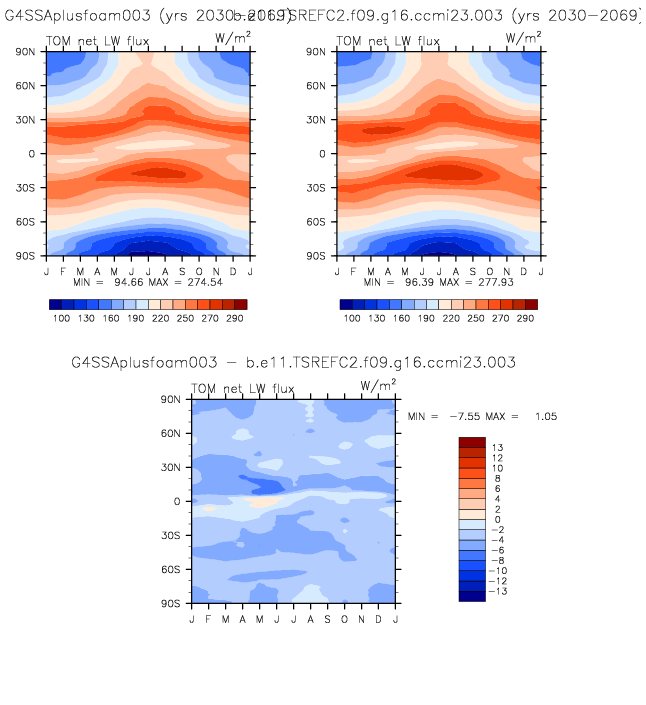 G4SSAplusfoam003 (yrs 2030-2069)
b.e11.TSREFC2.f09.g16.ccmi23.003 (yrs 2030-2069)
TOM net LW flux W/m²
90N
60N
30N
0
30S
60S
90S
J F M A M J J A S O N D J
MIN = 94.66 MAX = 274.54
100 130 160 190 220 250 270 290
TOM net LW flux W/m²
90N
60N
30N
0
30S
60S
90S
J F M A M J J A S O N D J
MIN = 96.39 MAX = 277.93
100 130 160 190 220 250 270 290
G4SSAplusfoam003 - b.e11.TSREFC2.f09.g16.ccmi23.003
TOM net LW flux W/m²
90N
60N
30N
0
30S
60S
90S
J F M A M J J A S O N D J
MIN = -7.55 MAX = 1.05
13
12
10
8
6
4
2
0
-2
-4
-6
-8
-10
-12
-13